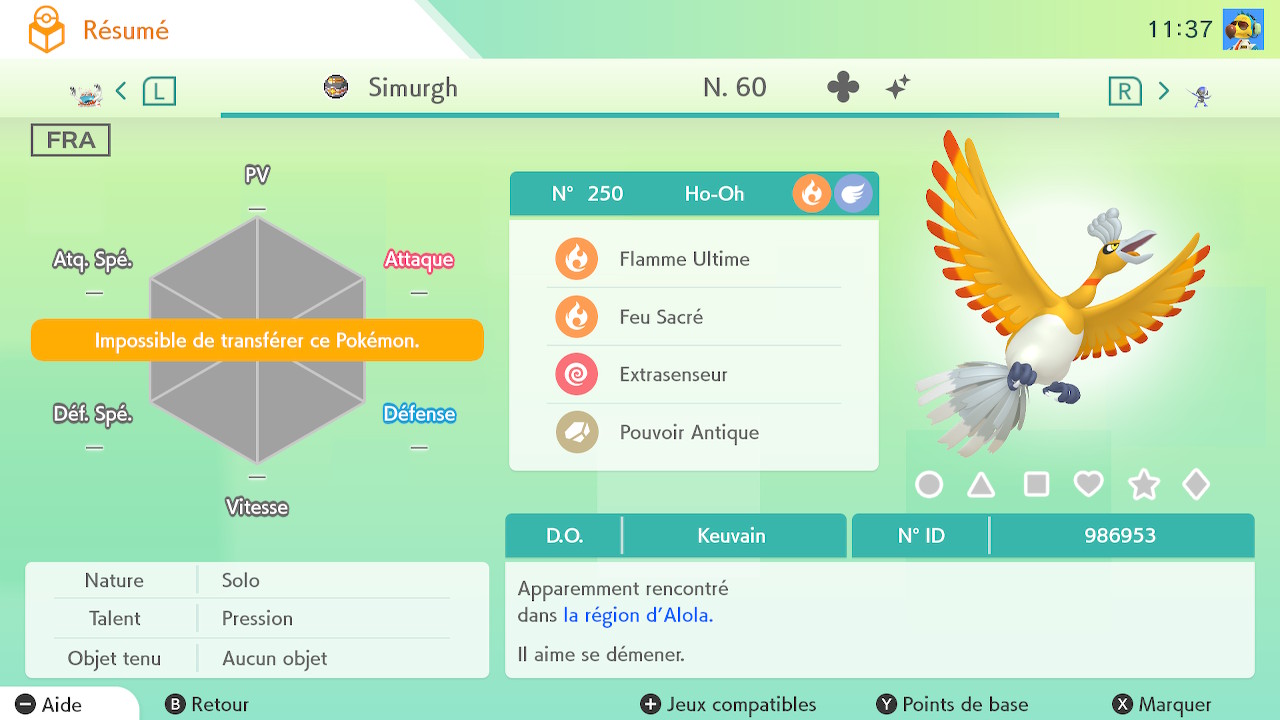 Résumé
11:37
L
Simurgh
N. 60
R
FRA
PV
Atq. Spé.
Attaque
Impossible de transférer ce Pokémon.
Déf. Spé.
Défense
Vitesse
N° 250 Ho-Oh
Flamme Ultime
Feu Sacré
Extrasenseur
Pouvoir Antique
D.O. Keuvain
N° ID 986953
Nature Solo
Talent Pression
Objet tenu Aucun objet
Apparemment rencontré
dans la région d'Alola.
Il aime se démener.
Aide
B Retour
Jeux compatibles
Y Points de base
X Marquer